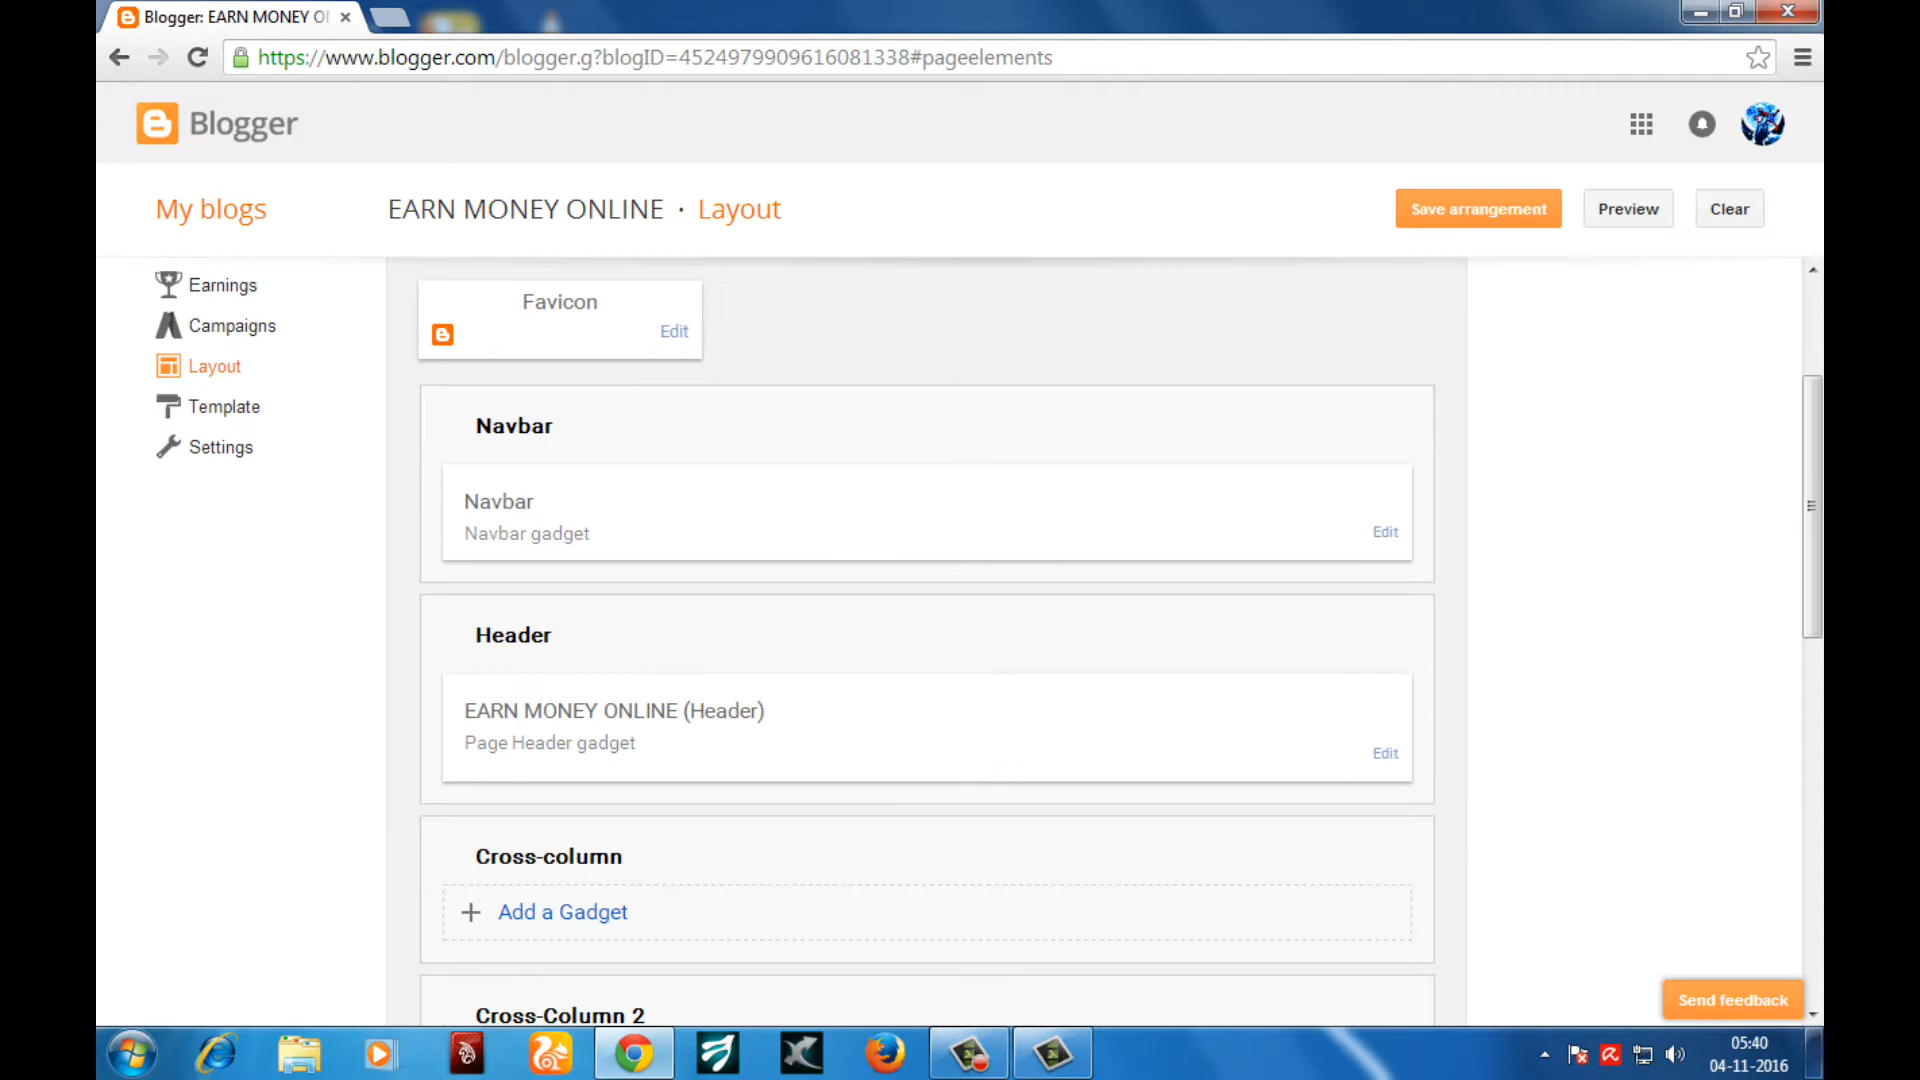 Blogger: EARN MONEY O
https://www.blogger.com/blogger.g?blogID=4524979909616081338#pageelements
Blogger
My blogs
EARN MONEY ONLINE · Layout
Save arrangement
Preview
Clear
Earnings
Campaigns
Layout
Template
Settings
Favicon
Edit
Navbar
Navbar
Navbar gadget
Edit
Header
EARN MONEY ONLINE (Header)
Page Header gadget
Edit
Cross-column
Add a Gadget
Cross-Column 2
Send feedback
05:40
04-11-2016